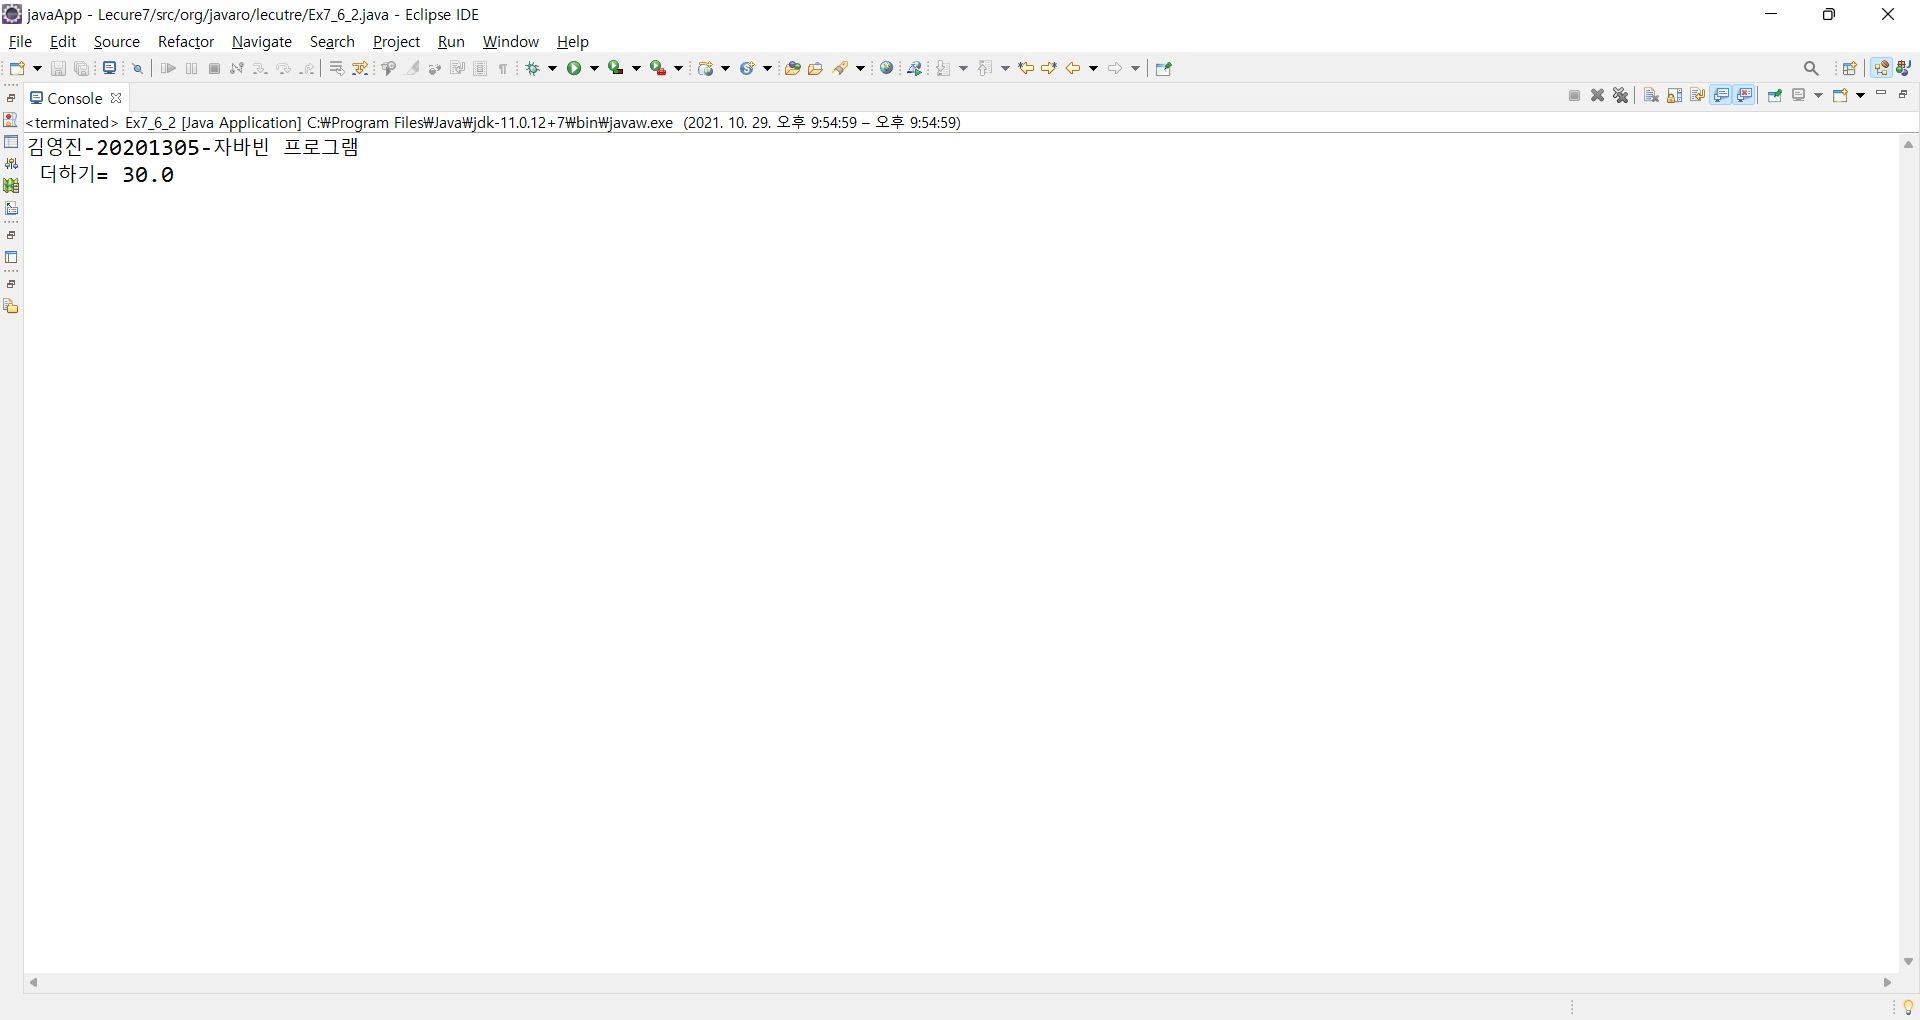 javaApp - Lecure7/src/org/javaro/lecutre/Ex7_6_2.java - Eclipse IDE
File Edit Source Refactor Navigate Search Project Run Window Help
Console
<terminated> Ex7_6_2 [Java Application] C:₩Program Files₩Java₩jdk-11.0.12+7₩bin₩javaw.exe (2021. 10. 29. 오후 9:54:59 – 오후 9:54:59)
김영진-20201305-자바빈 프로그램
더하기= 30.0